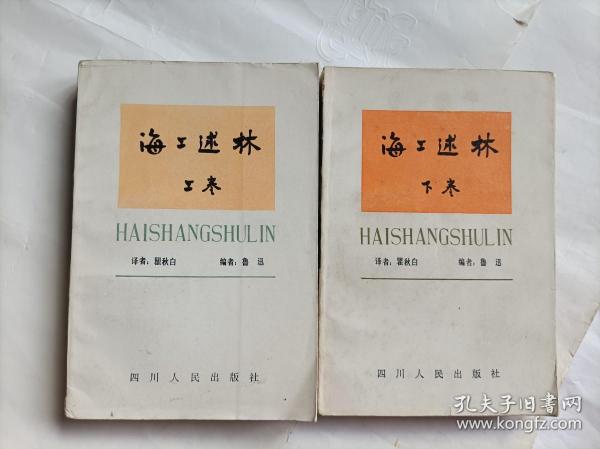 海上述林
上卷
HAISHANGSHULIN
译者：瞿秋白 编者：鲁迅
四川人民出版社
海上述林
下卷
HAISHANGSHULIN
译者：瞿秋白 编者：鲁迅
四川人民出版社
孔夫子旧书网
www.kongfz.com